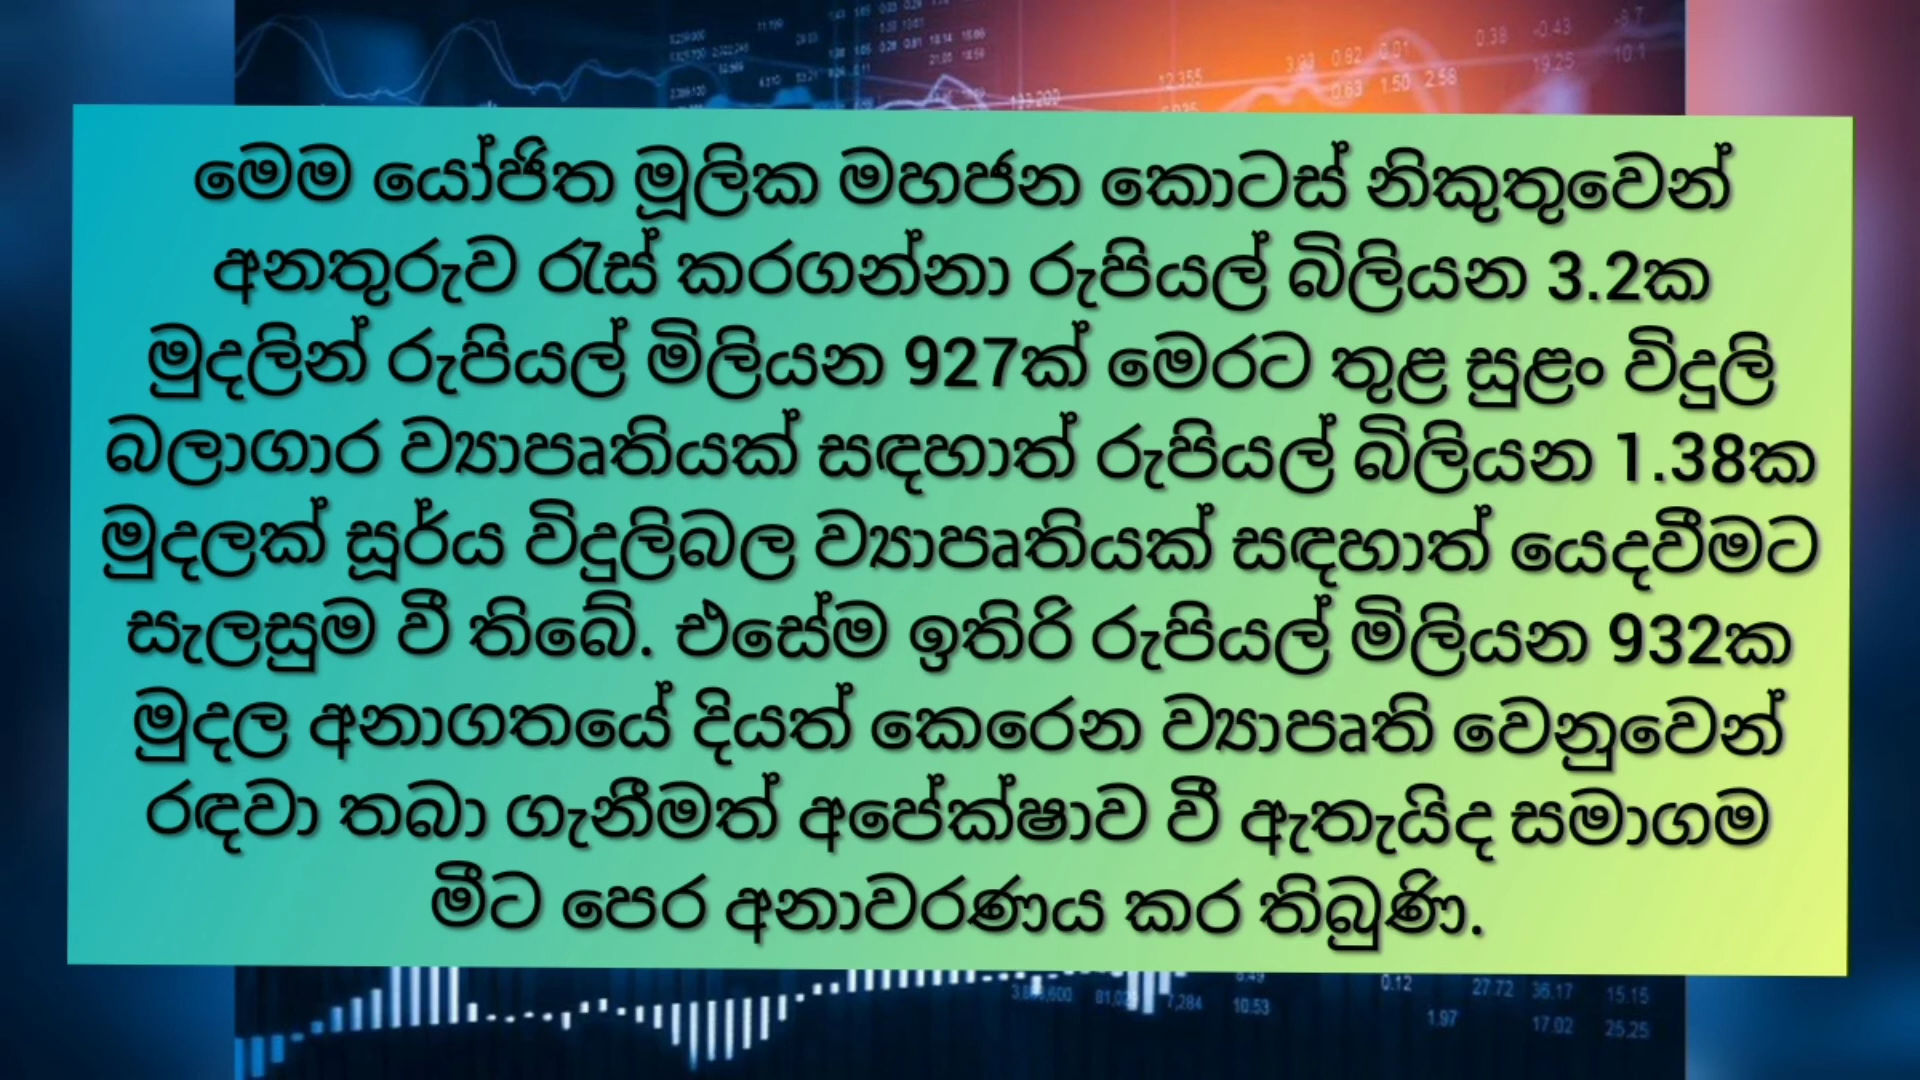 මෙම යෝජිත මූලික මහජන කොටස් නිකුතුවෙන්
අනතුරුව රැස් කරගන්නා රුපියල් බිලියන 3.2ක
මුදලින් රුපියල් මිලියන 927ක් මෙරට තුළ සුළං විදුලි
බලාගාර ව්‍යාපෘතියක් සඳහාත් රුපියල් බිලියන 1.38ක
මුදලක් සූර්ය විදුලිබල ව්‍යාපෘතියක් සඳහාත් යෙදවීමට
සැලසුම වී තිබේ. එසේම ඉතිරි රුපියල් මිලියන 932ක
මුදල අනාගතයේ දියත් කෙරෙන ව්‍යාපෘති වෙනුවෙන්
රඳවා තබා ගැනීමත් අපේක්ෂාව වී ඇතැයිද සමාගම
මීට පෙර අනාවරණය කර තිබුණි.